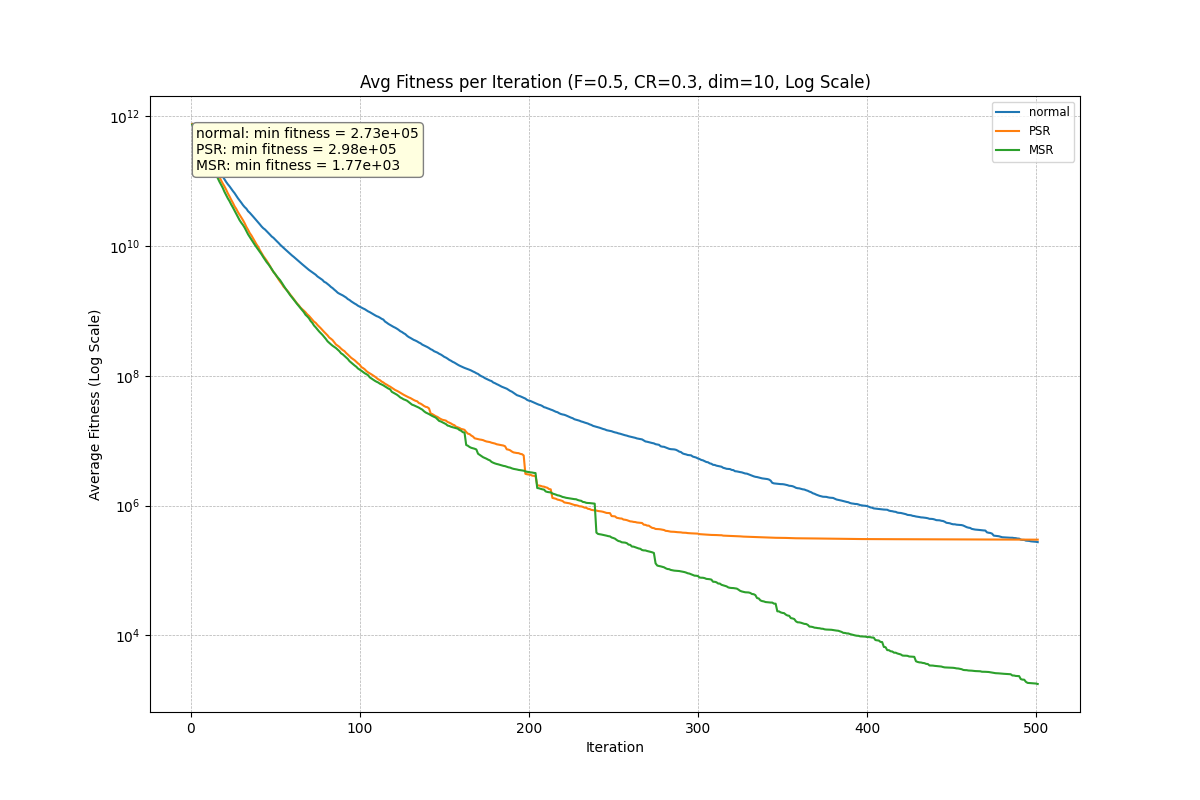 Avg Fitness per Iteration (F=0.5, CR=0.3, dim=10, Log Scale)
10¹²
10¹⁰
10⁸
10⁶
10⁴
Average Fitness (Log Scale)
normal: min fitness = 2.73e+05
PSR: min fitness = 2.98e+05
MSR: min fitness = 1.77e+03
normal
PSR
MSR
0
100
200
300
400
500
Iteration